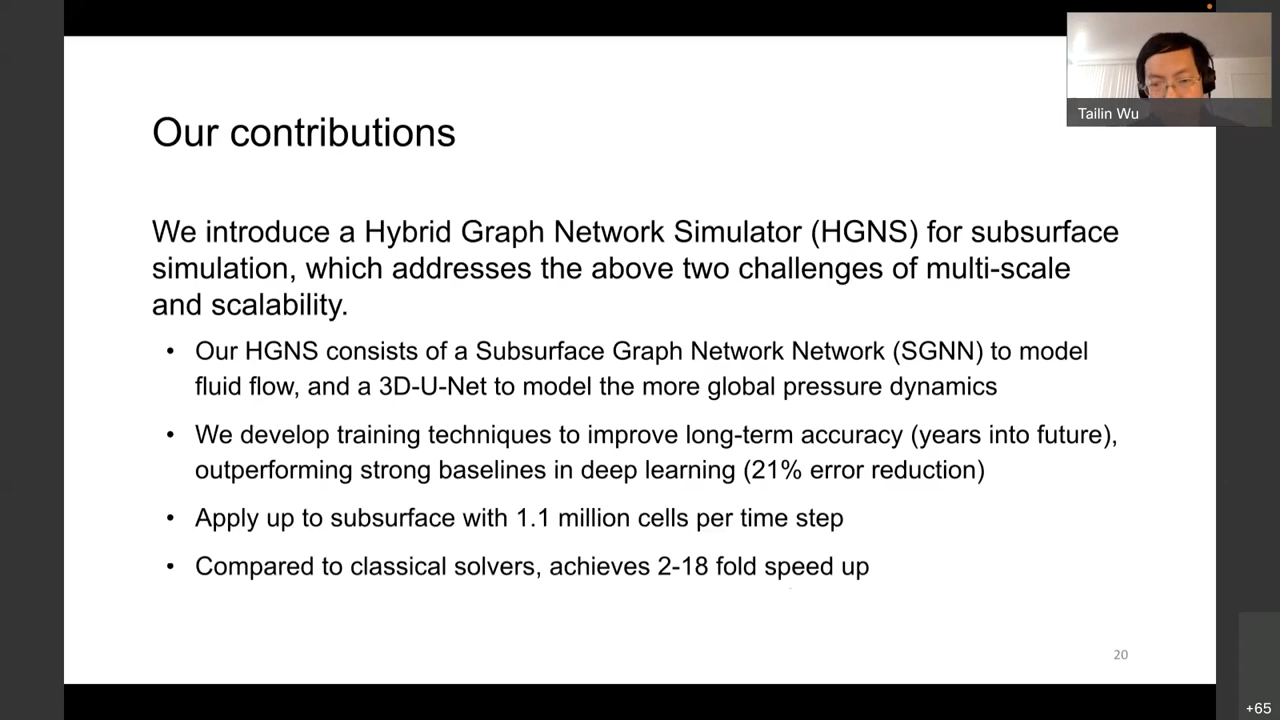 Tailin Wu
Our contributions
We introduce a Hybrid Graph Network Simulator (HGNS) for subsurface
simulation, which addresses the above two challenges of multi-scale
and scalability.
• Our HGNS consists of a Subsurface Graph Network Network (SGNN) to model
fluid flow, and a 3D-U-Net to model the more global pressure dynamics
• We develop training techniques to improve long-term accuracy (years into future),
outperforming strong baselines in deep learning (21% error reduction)
• Apply up to subsurface with 1.1 million cells per time step
• Compared to classical solvers, achieves 2-18 fold speed up
20
+65